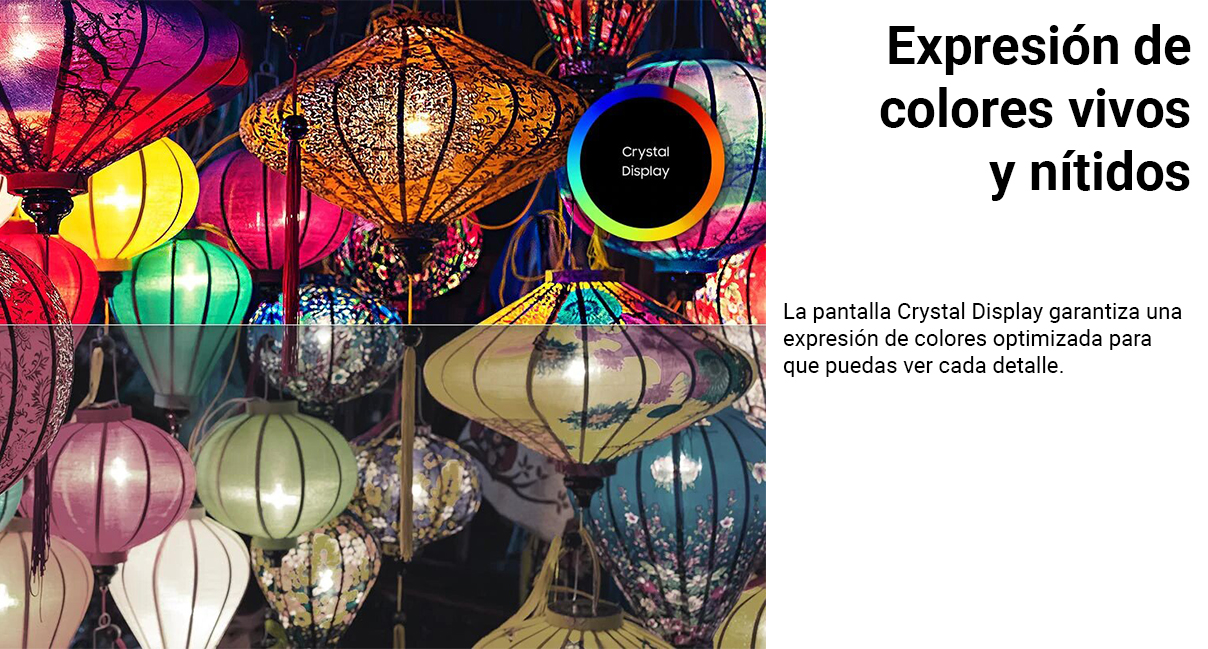 Expresión de
colores vivos
y nítidos
Crystal
Display
La pantalla Crystal Display garantiza una
expresión de colores optimizada para
que puedas ver cada detalle.